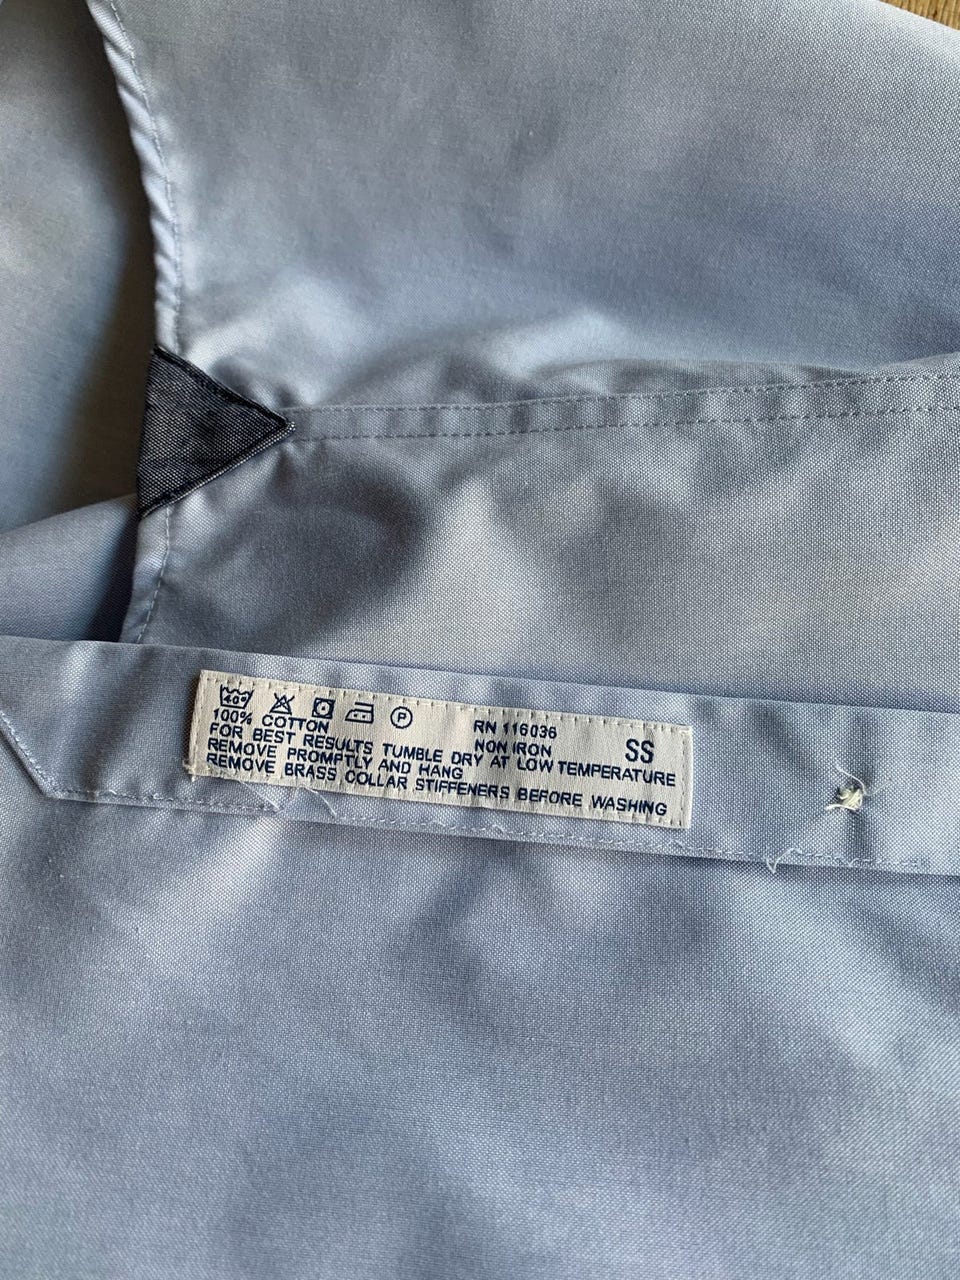 40° P
100% COTTON RN 116036
FOR BEST RESULTS TUMBLE DRY AT LOW TEMPERATURE
NON IRON SS
REMOVE PROMPTLY AND HANG
REMOVE BRASS COLLAR STIFFENERS BEFORE WASHING